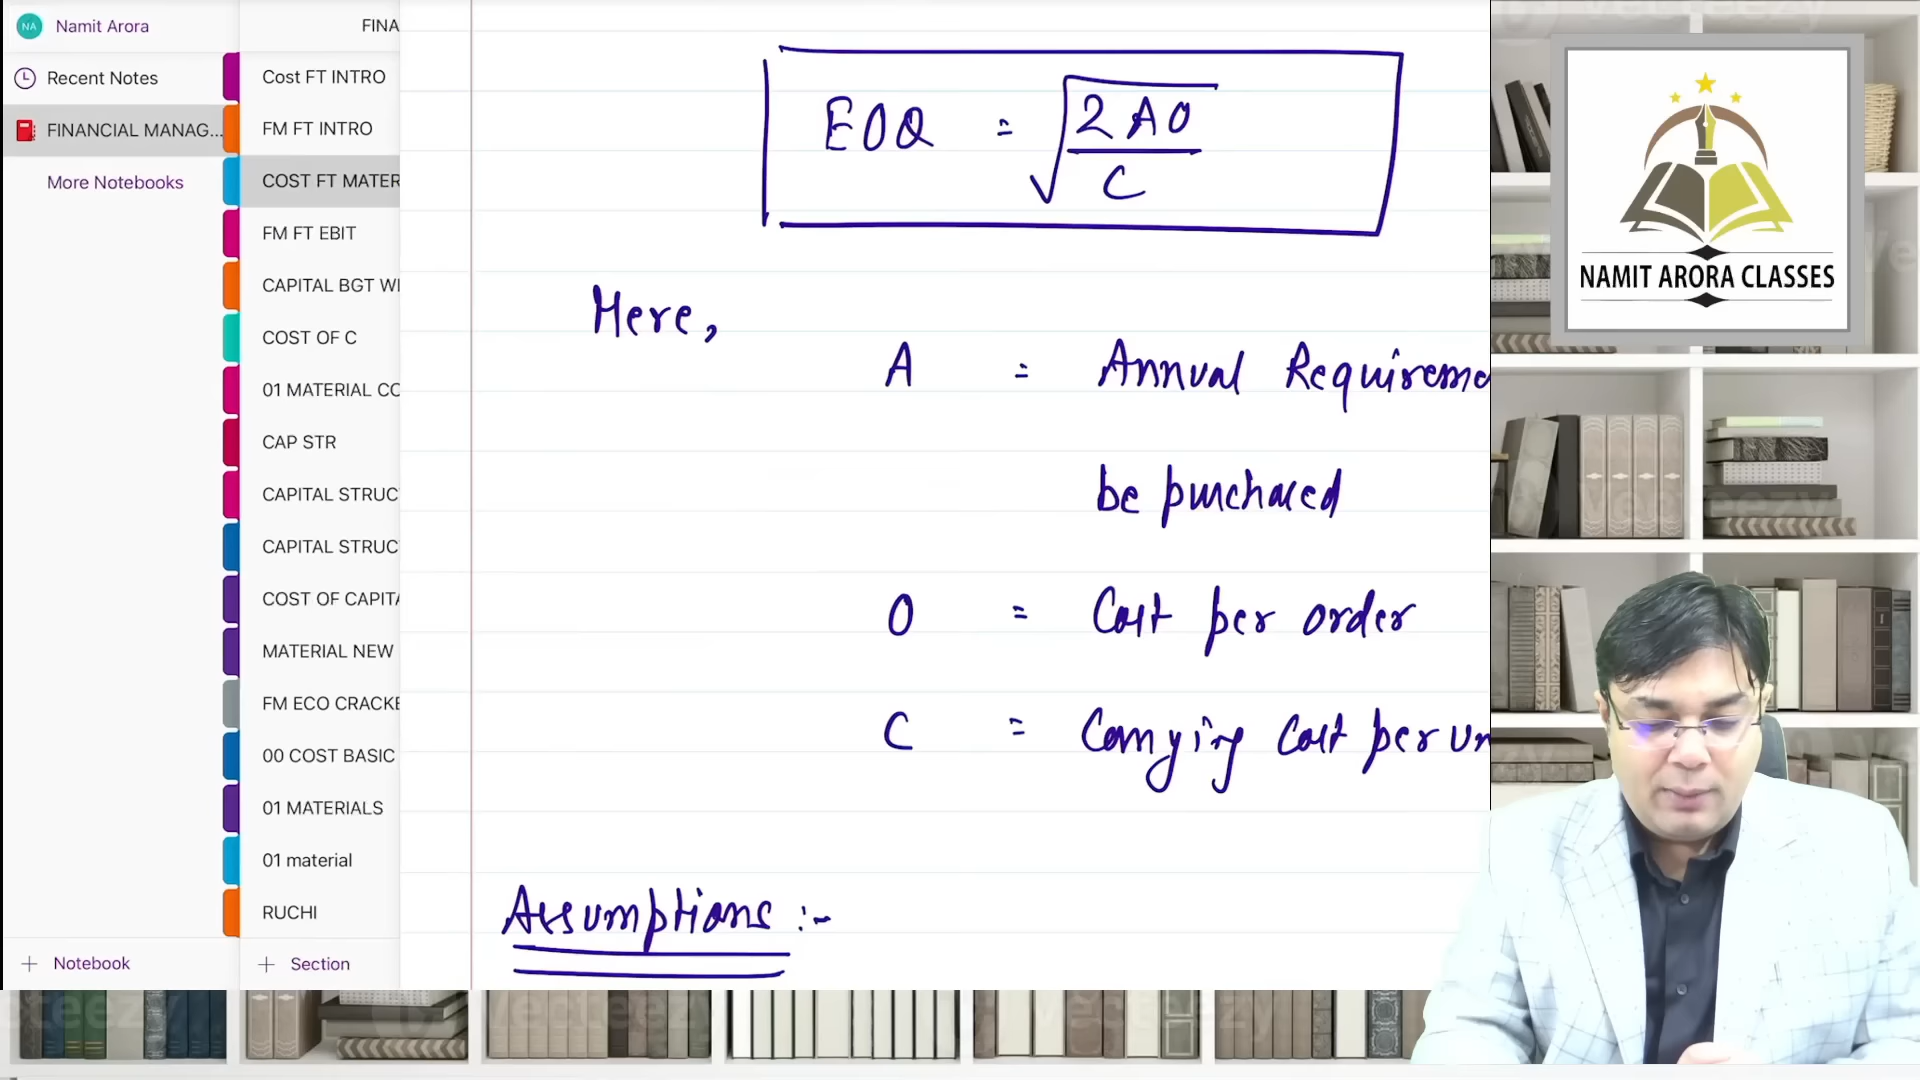 NA Namit Arora
Recent Notes
FINANCIAL MANAG...
More Notebooks
+ Notebook
FINA
Cost FT INTRO
FM FT INTRO
COST FT MATER
FM FT EBIT
CAPITAL BGT WI
COST OF C
01 MATERIAL CO
CAP STR
CAPITAL STRUC
CAPITAL STRUC
COST OF CAPITA
MATERIAL NEW
FM ECO CRACKE
00 COST BASIC
01 MATERIALS
01 material
RUCHI
+ Section
EOQ = √2AO
C
Here,
A = Annual Requireme
be purchased
O = Cost per order
C = Carrying Cost per un
Assumptions :-
NAMIT ARORA CLASSES